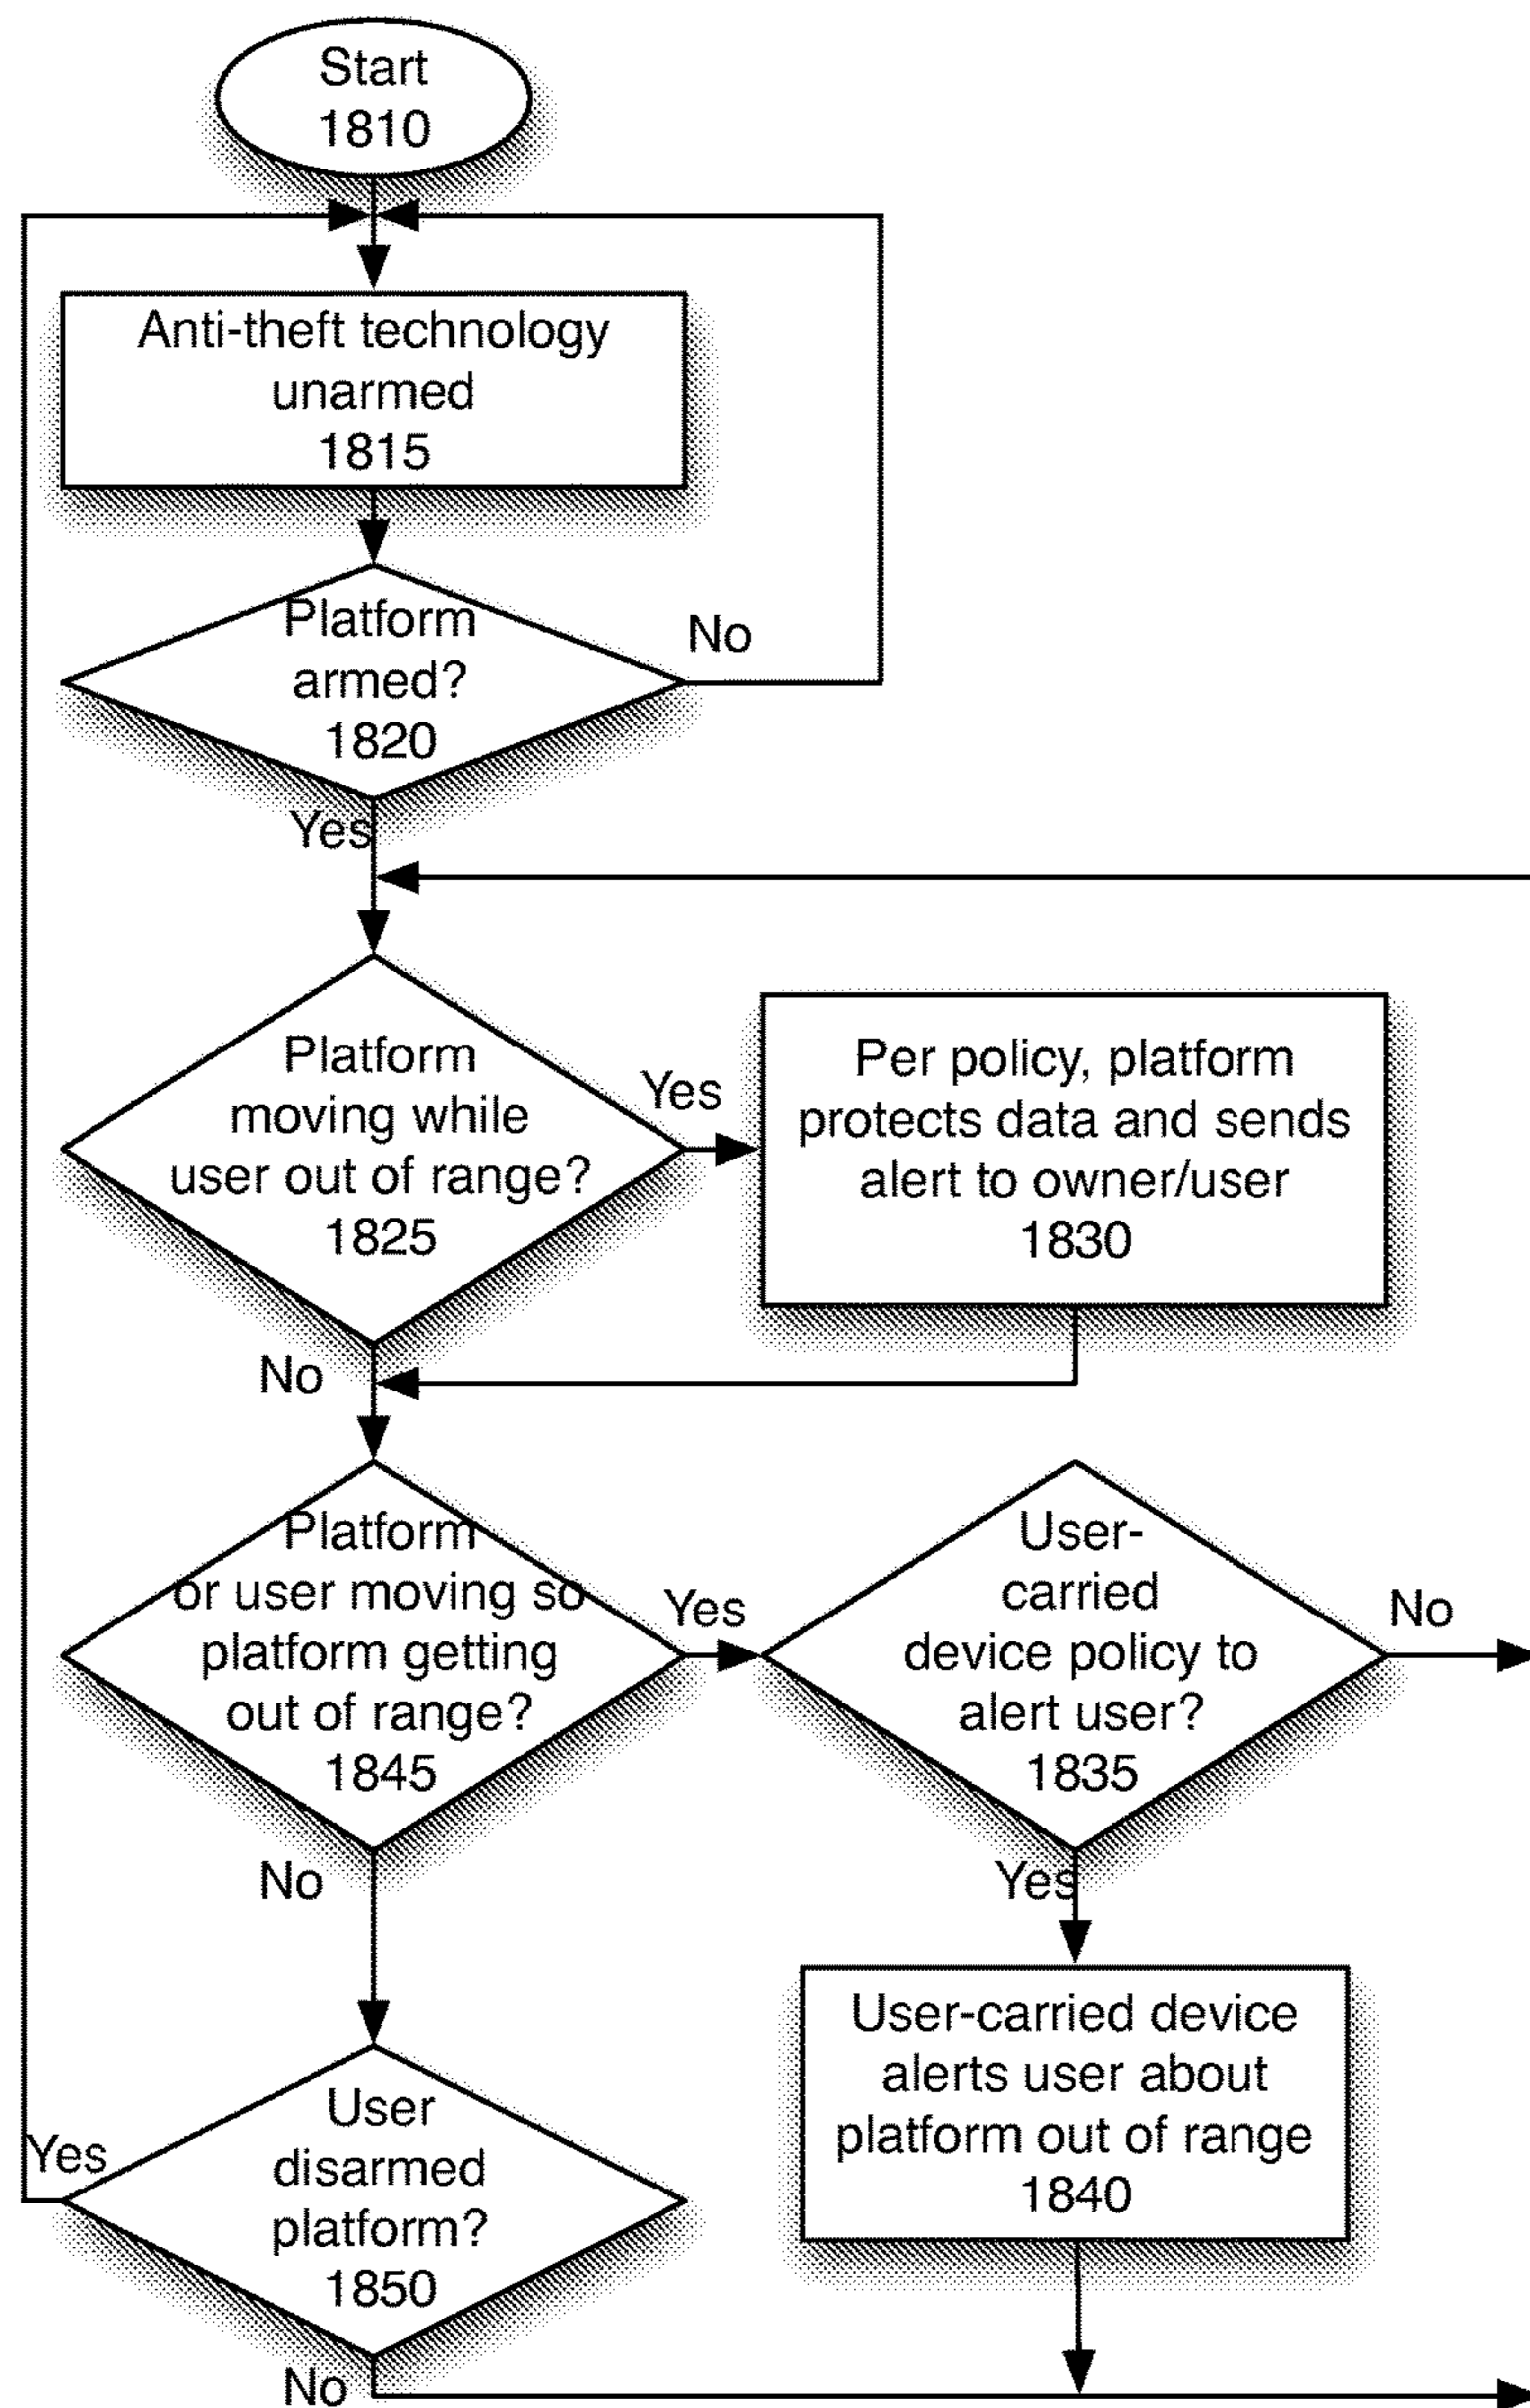 Start
1810
Anti-theft technology
unarmed
1815
Platform
armed?
1820
No
Yes
Platform
moving while
user out of range?
1825
Yes
Per policy, platform
protects data and sends
alert to owner/user
1830
No
Platform
or user moving so
platform getting
out of range?
1845
Yes
User-
carried
device policy to
alert user?
1835
No
No
Yes
User-carried device
alerts user about
platform out of range
1840
User
disarmed
platform?
1850
Yes
No